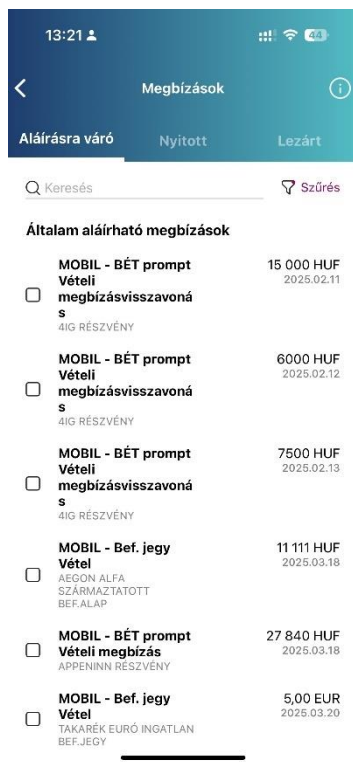 13:21
44
Megbízások
Aláírásra váró Nyitott Lezárt
Keresés Szűrés
Általam aláírható megbízások
MOBIL - BÉT prompt 15 000 HUF
Vételi 2025.02.11
megbízásvisszavoná
s
4IG RÉSZVÉNY
MOBIL - BÉT prompt 6000 HUF
Vételi 2025.02.12
megbízásvisszavoná
s
4IG RÉSZVÉNY
MOBIL - BÉT prompt 7500 HUF
Vételi 2025.02.13
megbízásvisszavoná
s
4IG RÉSZVÉNY
MOBIL - Bef. jegy 11 111 HUF
Vétel 2025.03.18
AEGON ALFA
SZÁRMAZTATOTT
BEF.ALAP
MOBIL - BÉT prompt 27 840 HUF
Vételi megbízás 2025.03.18
APPENINN RÉSZVÉNY
MOBIL - Bef. jegy 5,00 EUR
Vétel 2025.03.20
TAKARÉK EURÓ INGATLAN
BEF.JEGY